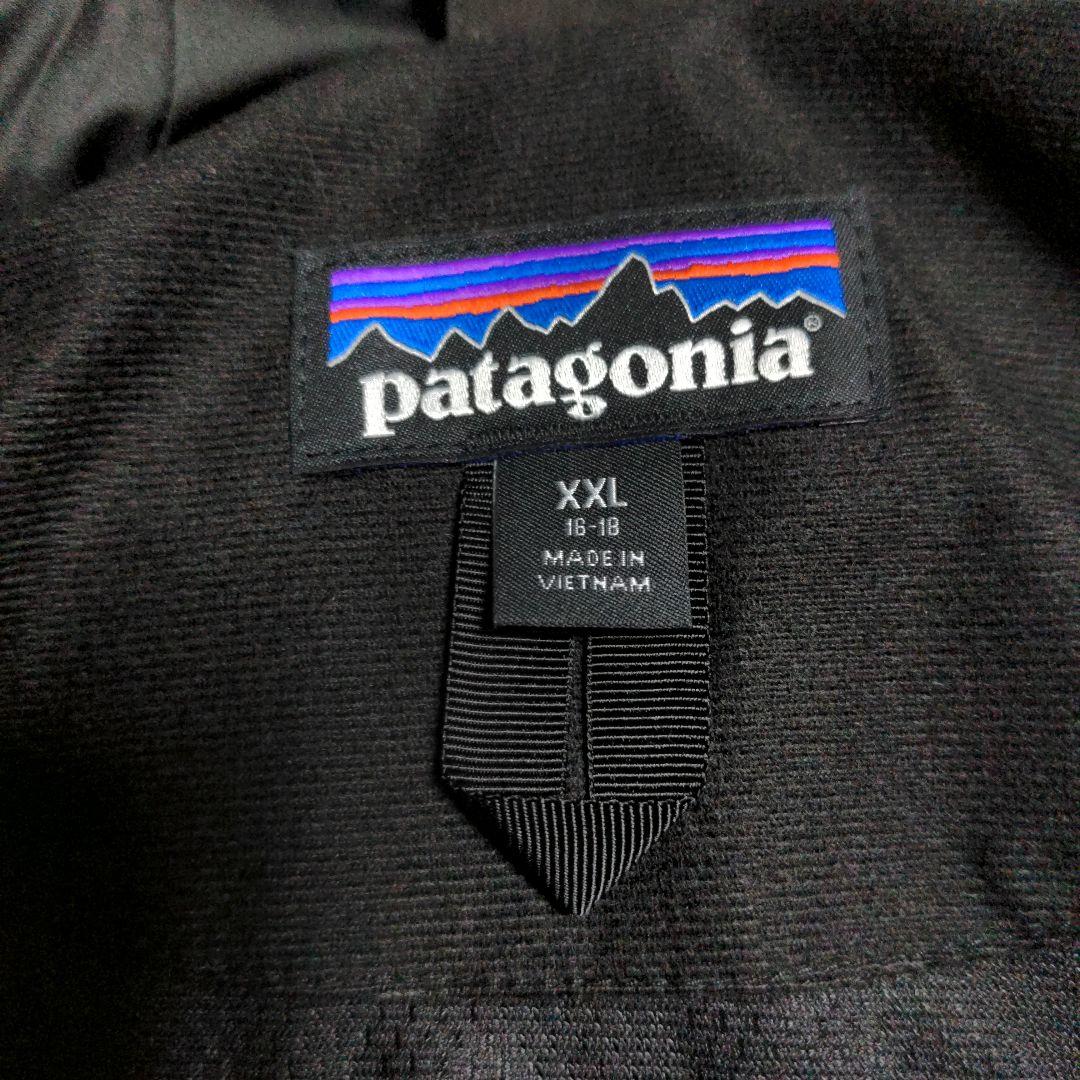 patagonia®
XXL
16-18
MADE IN
VIETNAM